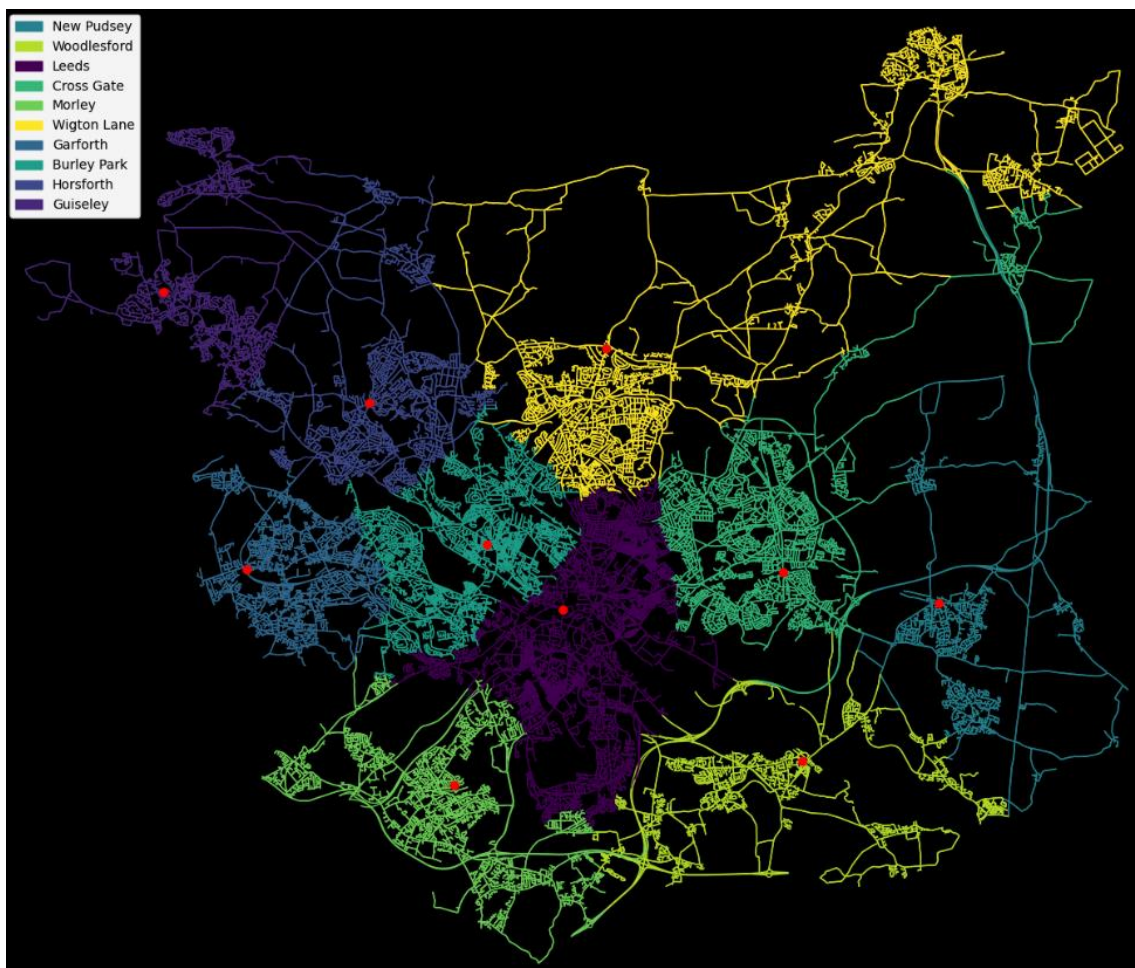 New Pudsey
Woodlesford
Leeds
Cross Gate
Morley
Wigton Lane
Garforth
Burley Park
Horsforth
Guiseley